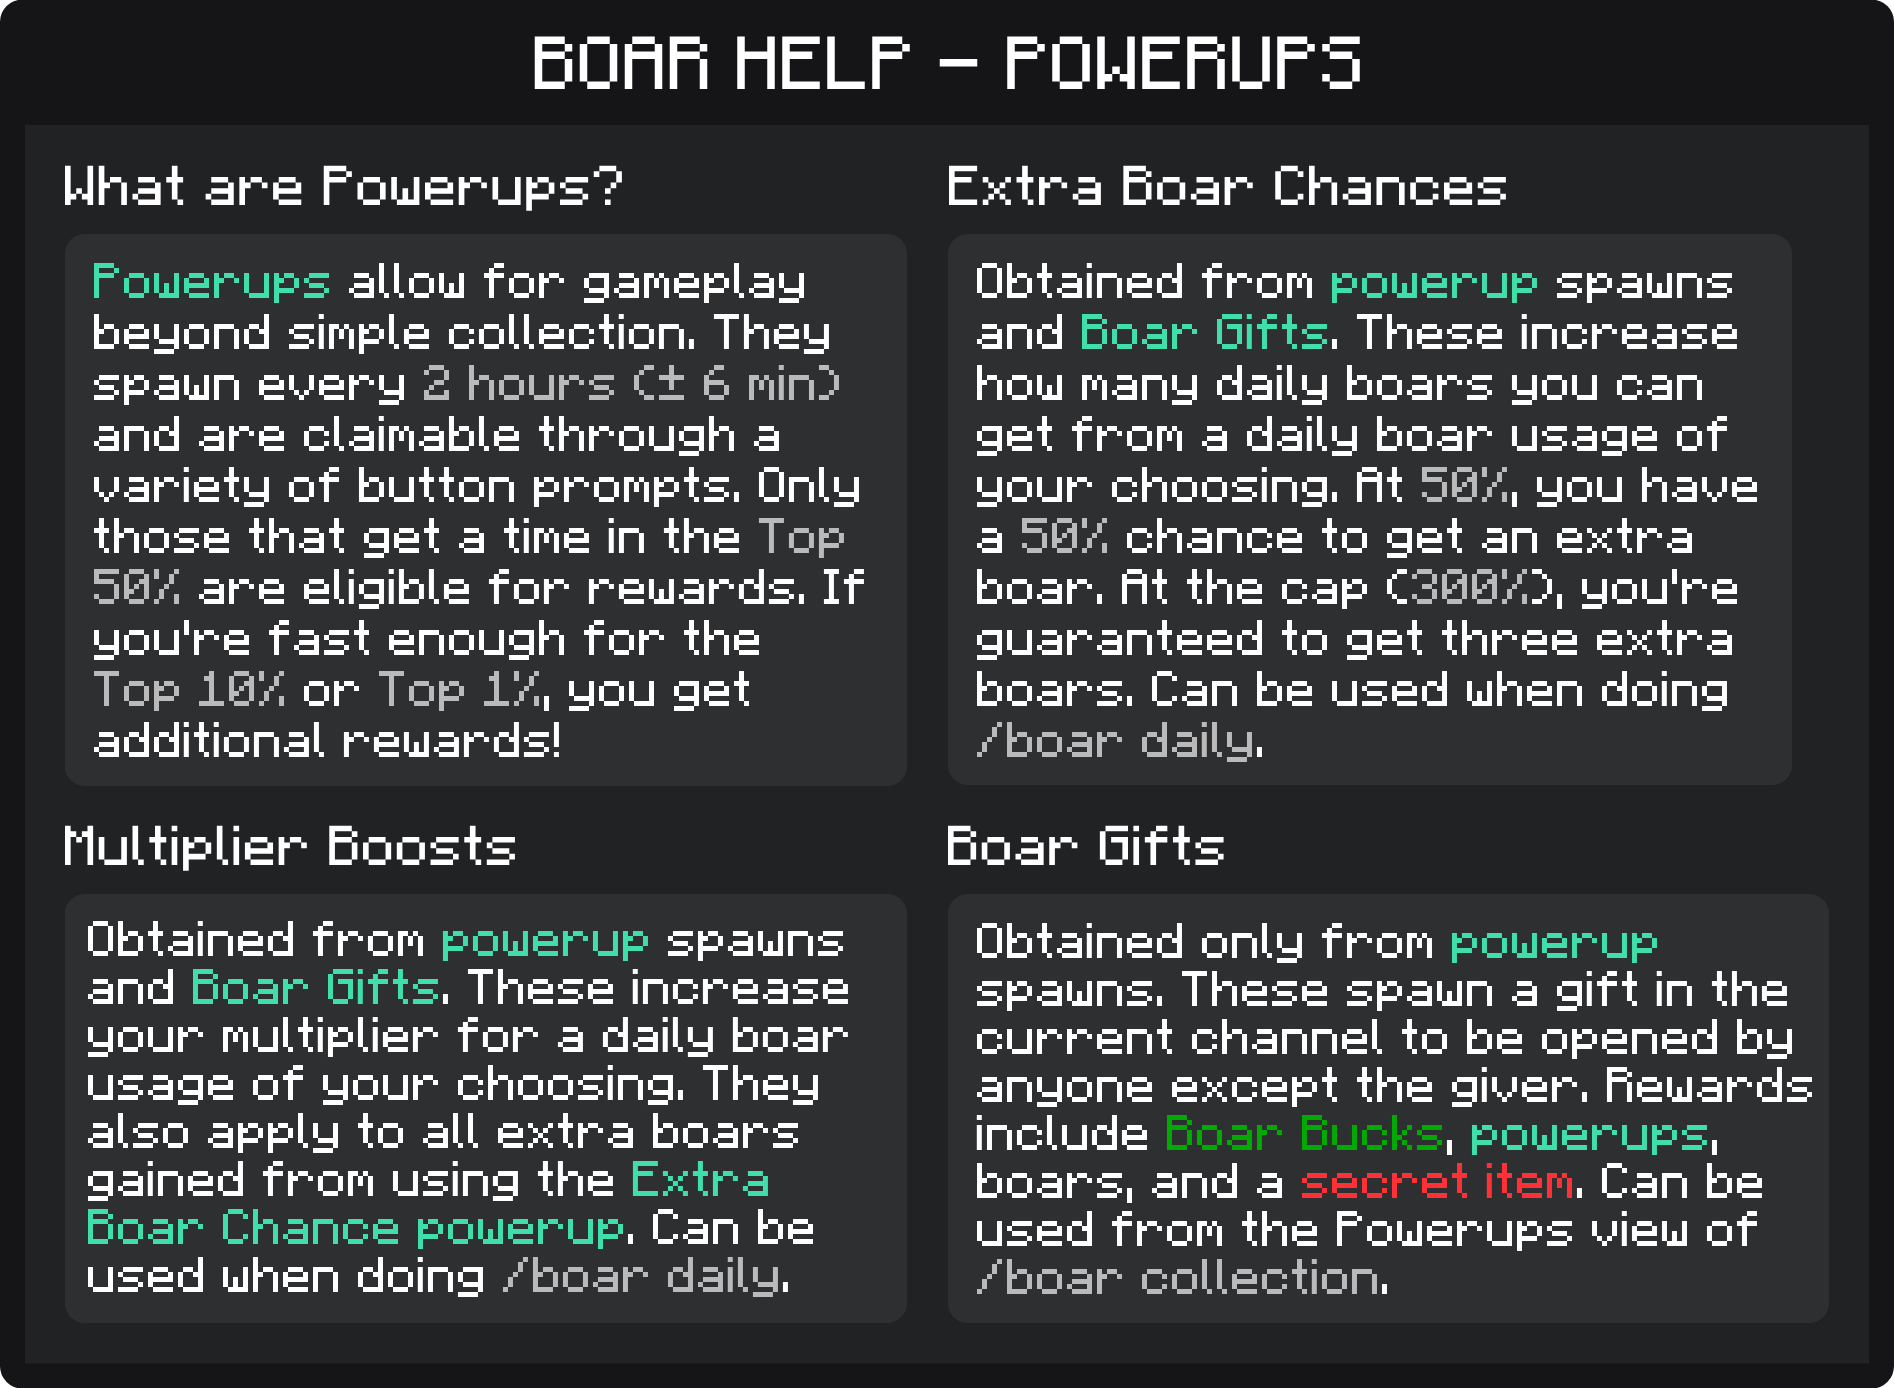 BOAR HELP - POWERUPS
What are Powerups?
Powerups allow for gameplay
beyond simple collection. They
spawn every 2 hours (± 6 min)
and are claimable through a
variety of button prompts. Only
those that get a time in the Top
50% are eligible for rewards. If
you're fast enough for the
Top 10% or Top 1%, you get
additional rewards!
Extra Boar Chances
Obtained from powerup spawns
and Boar Gifts. These increase
how many daily boars you can
get from a daily boar usage of
your choosing. At 50%, you have
a 50% chance to get an extra
boar. At the cap (300%), you're
guaranteed to get three extra
boars. Can be used when doing
/boar daily.
Multiplier Boosts
Obtained from powerup spawns
and Boar Gifts. These increase
your multiplier for a daily boar
usage of your choosing. They
also apply to all extra boars
gained from using the Extra
Boar Chance powerup. Can be
used when doing /boar daily.
Boar Gifts
Obtained only from powerup
spawns. These spawn a gift in the
current channel to be opened by
anyone except the giver. Rewards
include Boar Bucks, powerups,
boars, and a secret item. Can be
used from the Powerups view of
/boar collection.